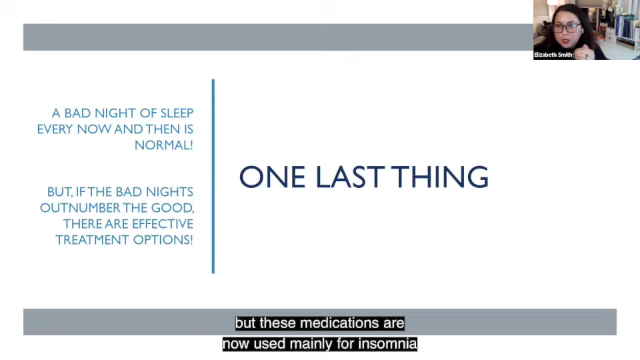 Elizabeth Smith
A BAD NIGHT OF SLEEP
EVERY NOW AND THEN IS
NORMAL!
BUT, IF THE BAD NIGHTS
OUTNUMBER THE GOOD,
THERE ARE EFFECTIVE
TREATMENT OPTIONS!
ONE LAST THING
but these medications are
now used mainly for insomnia